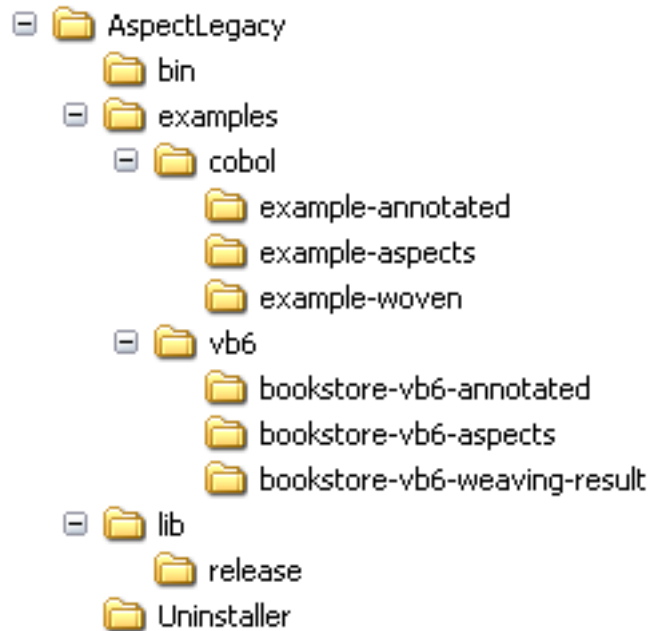 AspectLegacy
bin
examples
cobol
example-annotated
example-aspects
example-woven
vb6
bookstore-vb6-annotated
bookstore-vb6-aspects
bookstore-vb6-weaving-result
lib
release
Uninstaller